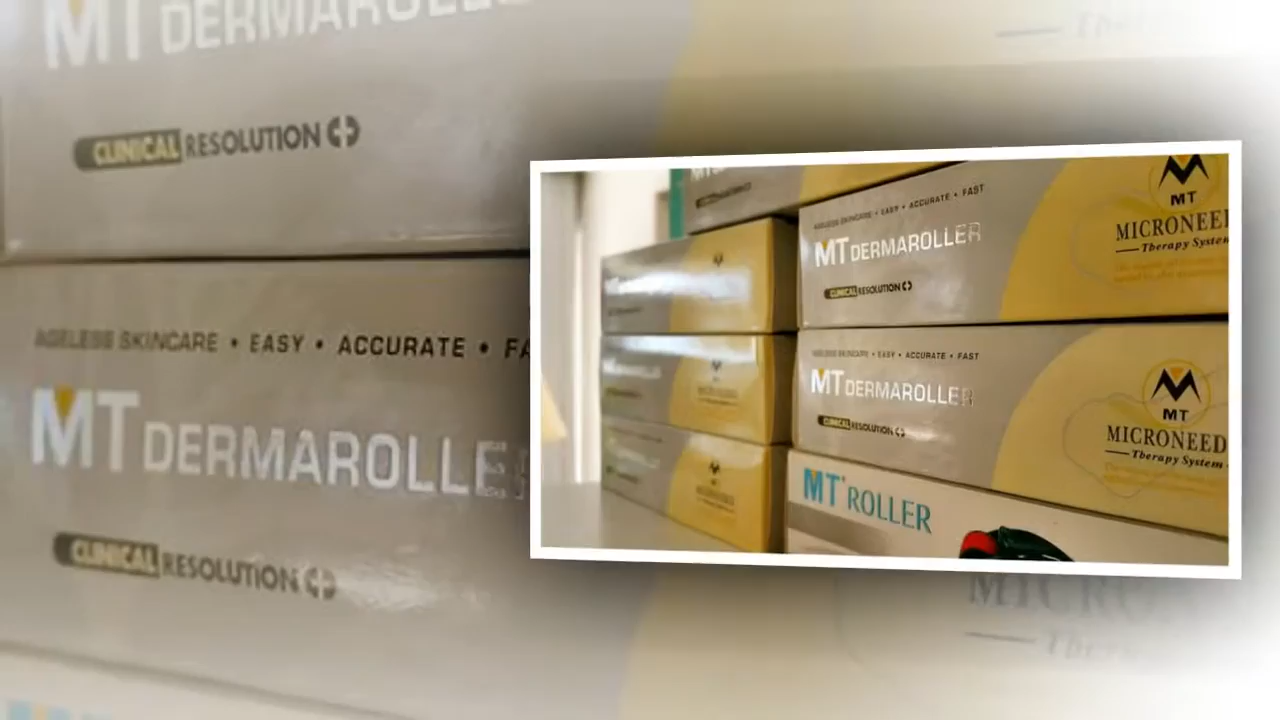 MT DERMAROLLE
CLINICAL RESOLUTION
AGELESS SKINCARE • EASY • ACCURATE • FA
MT DERMAROLLER
CLINICAL RESOLUTION
AGELESS SKINCARE • EASY • ACCURATE • FAST
MT DERMAROLLER
CLINICAL RESOLUTION
MT
MICRONEED
Therapy System
AGELESS SKINCARE • EASY • ACCURATE • FAST
MT DERMAROLLER
CLINICAL RESOLUTION
MT
MICRONEED
Therapy System
MT ROLLER